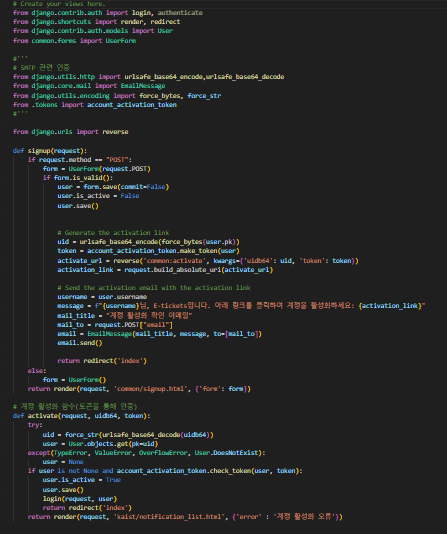 # Create your views here.
from django.contrib.auth import login, authenticate
from django.shortcuts import render, redirect
from django.contrib.auth.models import User
from common.forms import UserForm
#'''
# SMTP 관련 인증
from django.utils.http import urlsafe_base64_encode,urlsafe_base64_decode
from django.core.mail import EmailMessage
from django.utils.encoding import force_bytes, force_str
from .tokens import account_activation_token
#'''
from django.urls import reverse
def signup(request):
    if request.method == "POST":
        form = UserForm(request.POST)
        if form.is_valid():
            user = form.save(commit=False)
            user.is_active = False
            user.save()
            # Generate the activation link
            uid = urlsafe_base64_encode(force_bytes(user.pk))
            token = account_activation_token.make_token(user)
            activate_url = reverse('common:activate', kwargs={'uidb64': uid, 'token': token})
            activation_link = request.build_absolute_uri(activate_url)
            # Send the activation email with the activation link
            username = user.username
            message = f"{username}님, E-tickets입니다. 아래 링크를 클릭하여 계정을 활성화하세요: {activation_link}"
            mail_title = "계정 활성화 확인 이메일"
            mail_to = request.POST["email"]
            email = EmailMessage(mail_title, message, to=[mail_to])
            email.send()
            return redirect('index')
    else:
        form = UserForm()
    return render(request, 'common/signup.html', {'form': form})
# 계정 활성화 함수(토큰을 통해 인증)
def activate(request, uidb64, token):
    try:
        uid = force_str(urlsafe_base64_decode(uidb64))
        user = User.objects.get(pk=uid)
    except(TypeError, ValueError, OverflowError, User.DoesNotExist):
        user = None
    if user is not None and account_activation_token.check_token(user, token):
        user.is_active = True
        user.save()
        login(request, user)
        return redirect('index')
    return render(request, 'kaist/notification_list.html', {'error' : '계정 활성화 오류'})